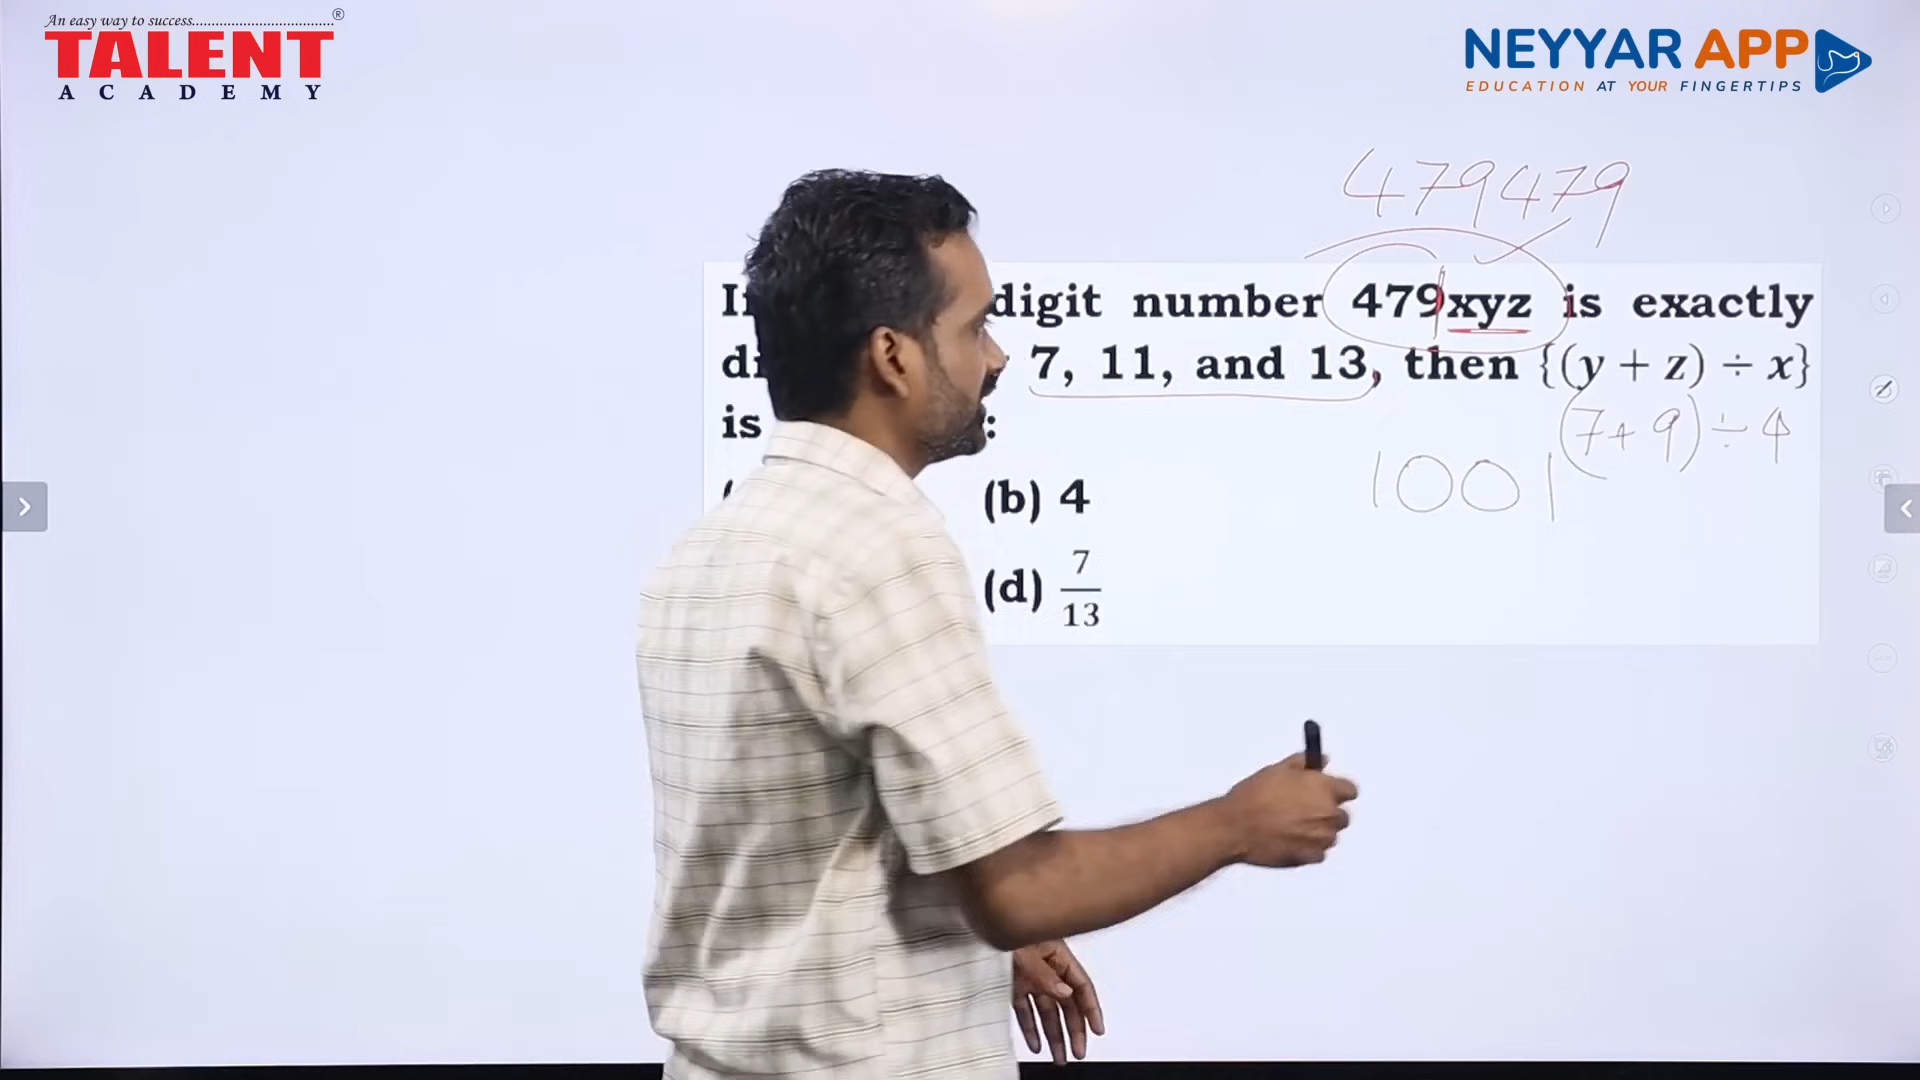 An easy way to success....................................®
TALENT
ACADEMY
NEYYAR APP
EDUCATION AT YOUR FINGERTIPS
479479
digit number 479xyz is exactly
7, 11, and 13, then {(y + z) ÷ x}
is :
(7+9)÷4
1001
(b) 4
(d) 7/13